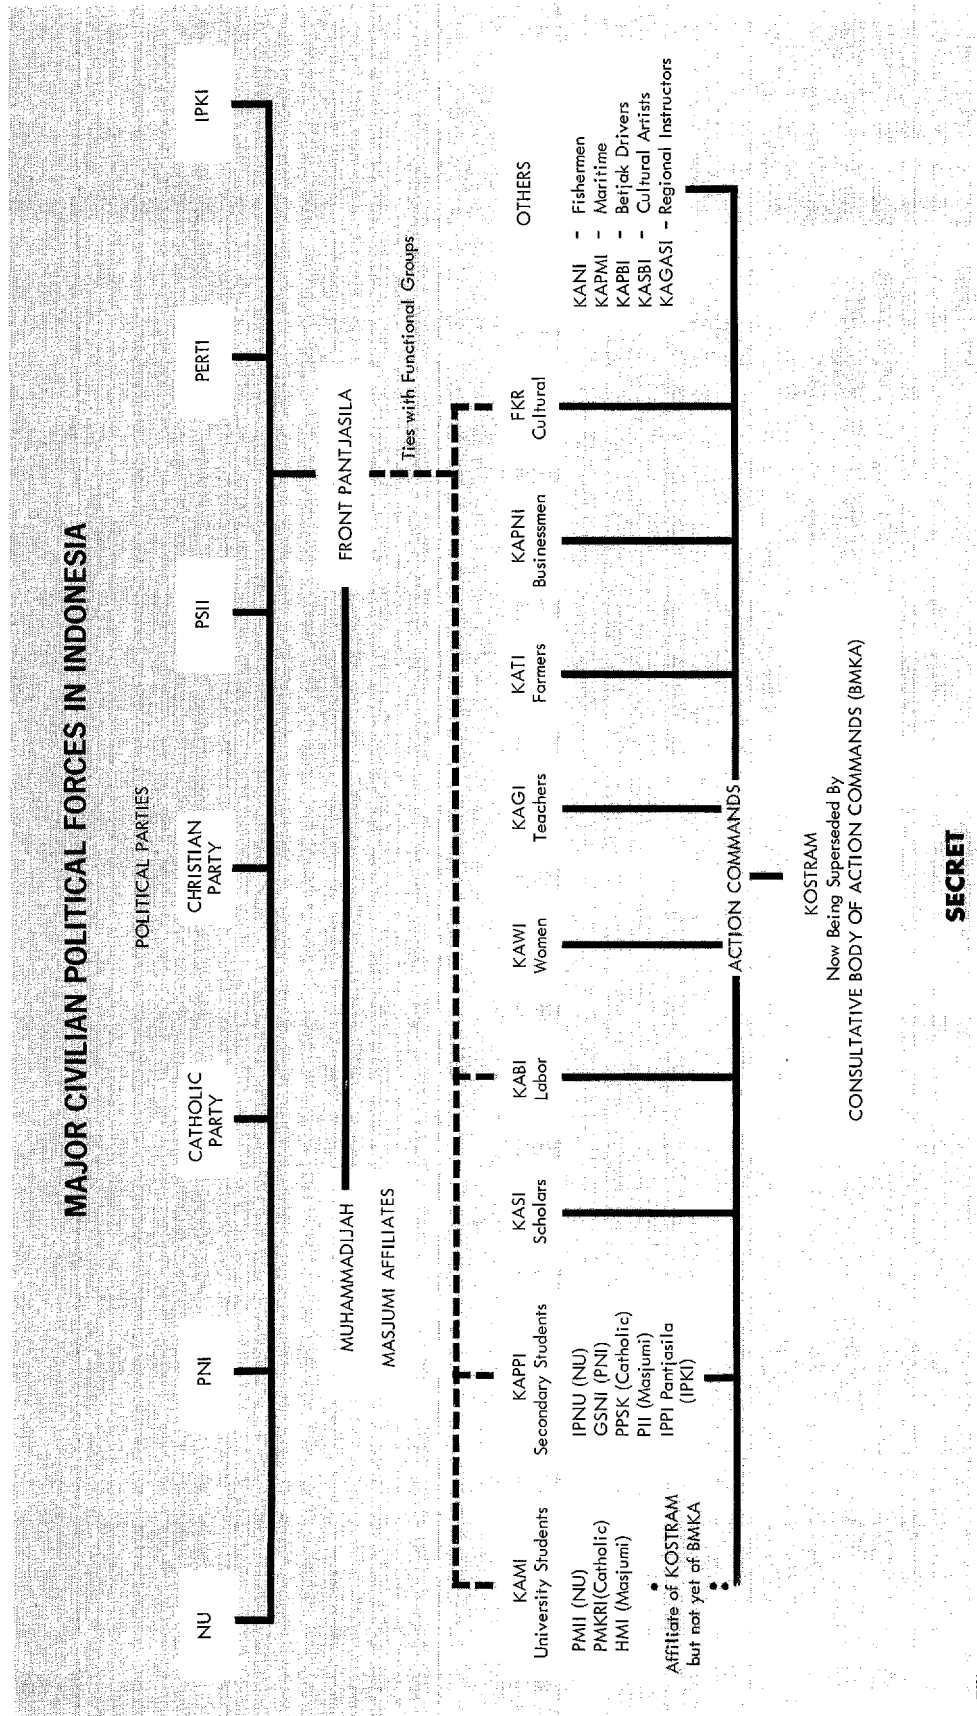 MAJOR CIVILIAN POLITICAL FORCES IN INDONESIA
POLITICAL PARTIES
NU
PNI
CATHOLIC
PARTY
CHRISTIAN
PARTY
PSII
PERTI
IPKI
MUHAMMADIJAH
MASJUMI AFFILIATES
FRONT PANTJASILA
Ties with Functional Groups
KAMI
University Students
PMII (NU)
PMKRI(Catholic)
HMI (Masjumi)
Affiliate of KOSTRAM
but not yet of BMKA
KAPPI
Secondary Students
IPNU (NU)
GSNI (PNI)
PPSK (Catholic)
PII (Masjumi)
IPPI Pantjasila
(IPKI)
KASI
Scholars
KABI
Labor
KAWI
Women
KAGI
Teachers
KATI
Farmers
KAPNI
Businessmen
FKR
Cultural
OTHERS
KANI – Fishermen
KAPMI – Maritime
KAPBI – Betjak Drivers
KASBI – Cultural Artists
KAGASI – Regional Instructors
ACTION COMMANDS
KOSTRAM
Now Being Superseded By
CONSULTATIVE BODY OF ACTION COMMANDS (BMKA)
SECRET